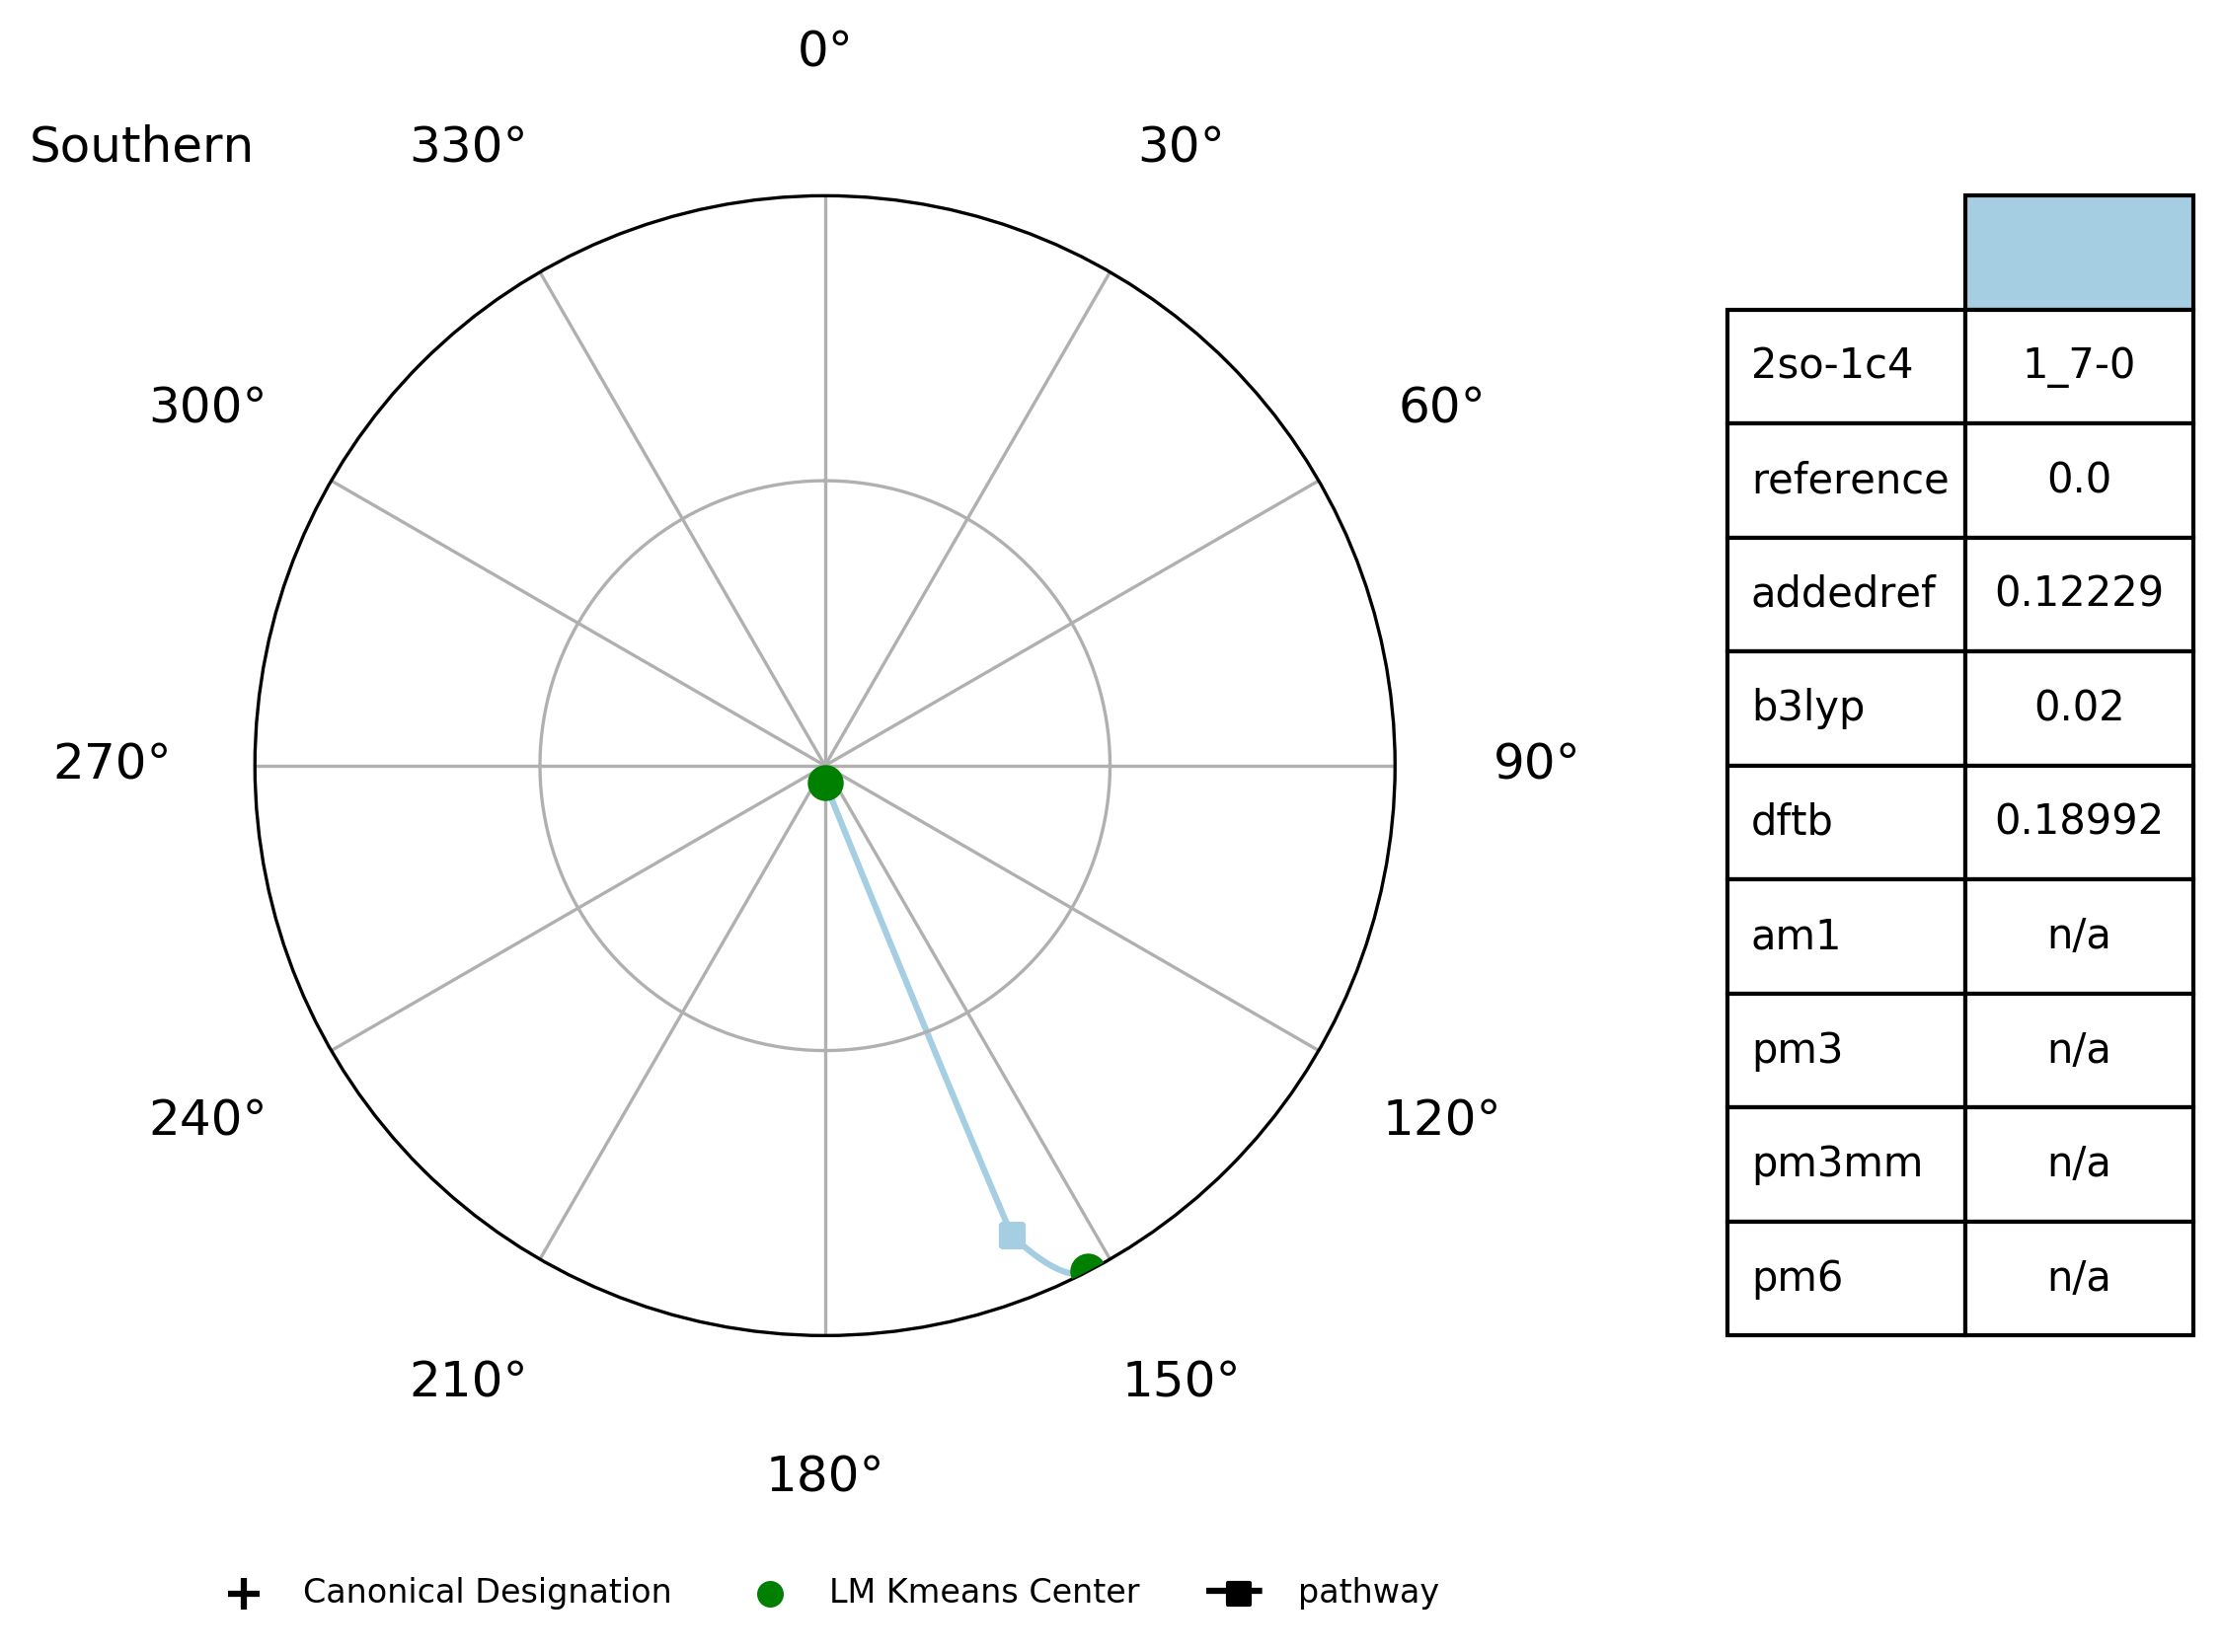 0°
Southern
330°
30°
300°
60°
270°
90°
240°
120°
210°
150°
180°
2so-1c4 1_7-0
reference 0.0
addedref 0.12229
b3lyp 0.02
dftb 0.18992
am1 n/a
pm3 n/a
pm3mm n/a
pm6 n/a
Canonical Designation LM Kmeans Center pathway